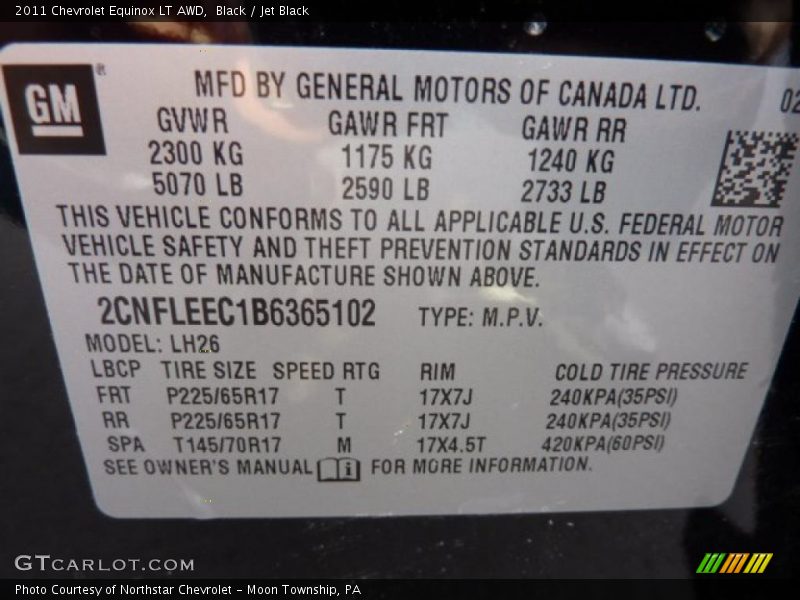 2011 Chevrolet Equinox LT AWD, Black / Jet Black
GM®
MFD BY GENERAL MOTORS OF CANADA LTD. 02
GVWR GAWR FRT GAWR RR
2300 KG 1175 KG 1240 KG
5070 LB 2590 LB 2733 LB
THIS VEHICLE CONFORMS TO ALL APPLICABLE U.S. FEDERAL MOTOR
VEHICLE SAFETY AND THEFT PREVENTION STANDARDS IN EFFECT ON
THE DATE OF MANUFACTURE SHOWN ABOVE.
2CNFLEEC1B6365102 TYPE: M.P.V.
MODEL: LH26
LBCP TIRE SIZE SPEED RTG RIM COLD TIRE PRESSURE
FRT P225/65R17 T 17X7J 240KPA(35PSI)
RR P225/65R17 T 17X7J 240KPA(35PSI)
SPA T145/70R17 M 17X4.5T 420KPA(60PSI)
SEE OWNER'S MANUAL i FOR MORE INFORMATION.
GTCARLOT.COM
Photo Courtesy of Northstar Chevrolet - Moon Township, PA